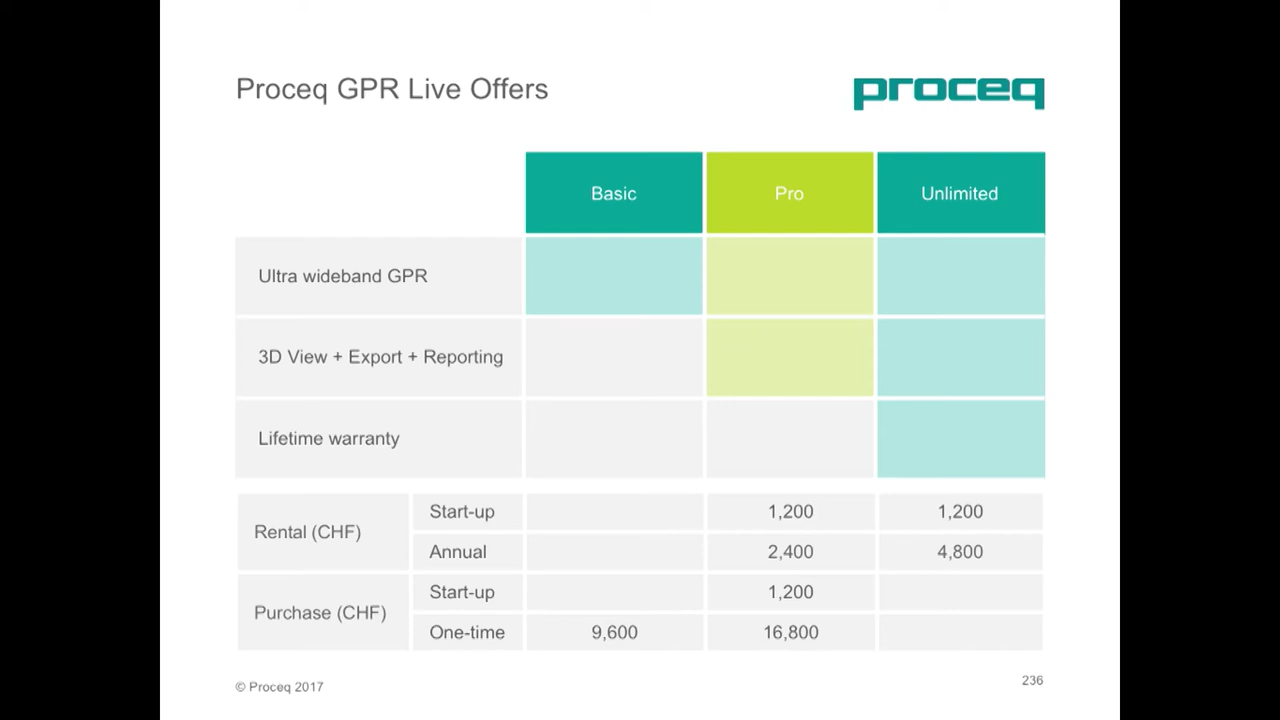 Proceq GPR Live Offers
proceq
Basic Pro Unlimited
Ultra wideband GPR
3D View + Export + Reporting
Lifetime warranty
Rental (CHF)
Start-up 1,200 1,200
Annual 2,400 4,800
Purchase (CHF)
Start-up 1,200
One-time 9,600 16,800
© Proceq 2017
236